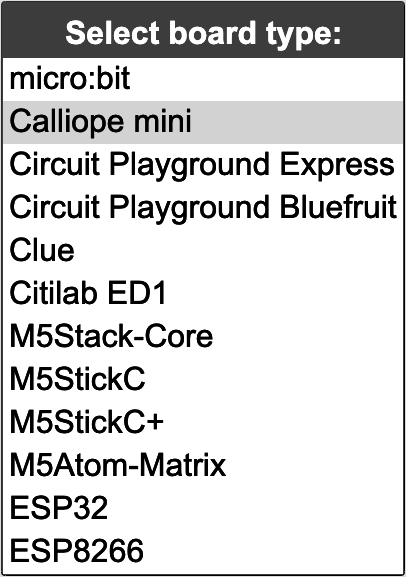 Select board type:
micro:bit
Calliope mini
Circuit Playground Express
Circuit Playground Bluefruit
Clue
Citilab ED1
M5Stack-Core
M5StickC
M5StickC+
M5Atom-Matrix
ESP32
ESP8266